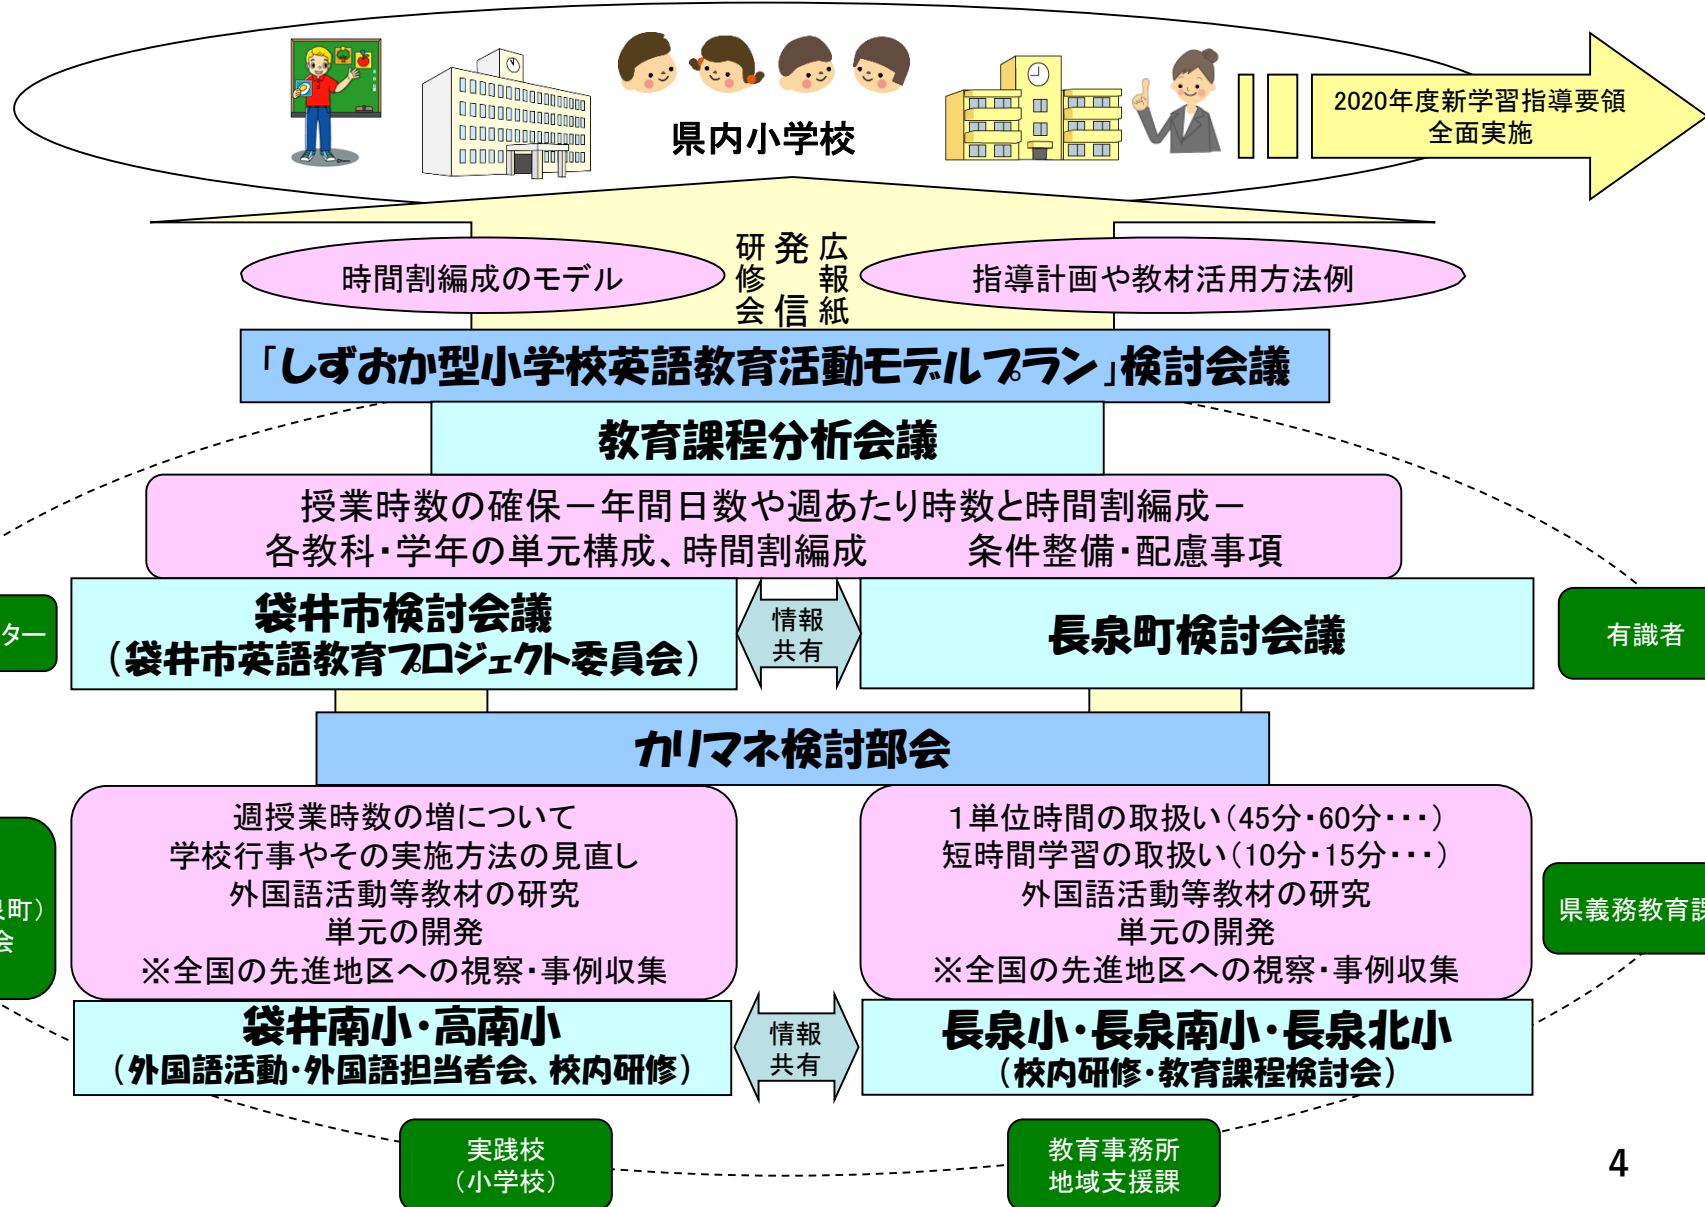 県内小学校
2020年度新学習指導要領
全面実施
時間割編成のモデル
研修会
発信
広報紙
指導計画や教材活用方法例
「しずおか型小学校英語教育活動モデルプラン」検討会議
教育課程分析会議
授業時数の確保－年間日数や週あたり時数と時間割編成－
各教科・学年の単元構成、時間割編成　　　条件整備・配慮事項
ター
袋井市検討会議
（袋井市英語教育プロジェクト委員会）
情報
共有
長泉町検討会議
有識者
カリマネ検討部会
週授業時数の増について
学校行事やその実施方法の見直し
外国語活動等教材の研究
単元の開発
※全国の先進地区への視察・事例収集
1単位時間の取扱い（45分・60分・・・）
短時間学習の取扱い（10分・15分・・・）
外国語活動等教材の研究
単元の開発
※全国の先進地区への視察・事例収集
町）
会
県義務教育課
袋井南小・高南小
（外国語活動・外国語担当者会、校内研修）
情報
共有
長泉小・長泉南小・長泉北小
（校内研修・教育課程検討会）
実践校
（小学校）
教育事務所
地域支援課
4